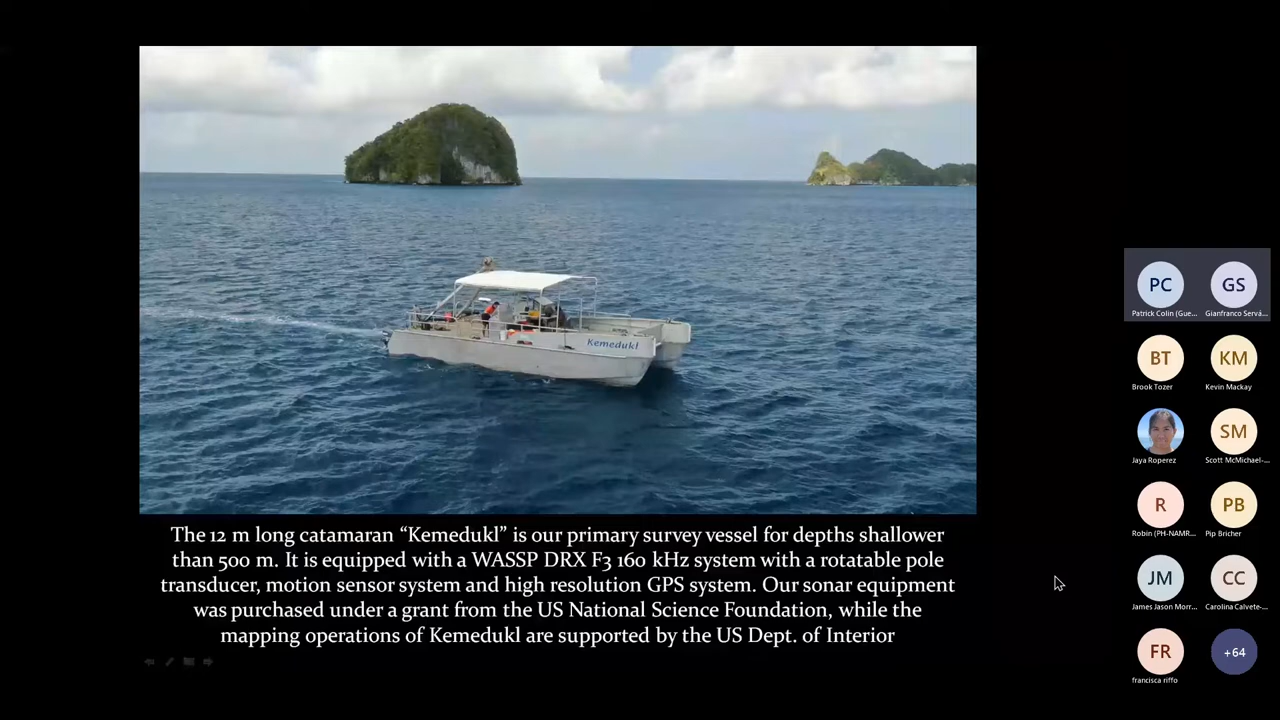 Kemedukl
The 12 m long catamaran “Kemedukl” is our primary survey vessel for depths shallower
than 500 m. It is equipped with a WASSP DRX F3 160 kHz system with a rotatable pole
transducer, motion sensor system and high resolution GPS system. Our sonar equipment
was purchased under a grant from the US National Science Foundation, while the
mapping operations of Kemedukl are supported by the US Dept. of Interior
PC GS
Patrick Colin (Gue... Gianfranco Servá...
BT KM
Brook Tozer Kevin Mackay
SM
Jaya Roperez Scott McMichael-...
R PB
Robin (PH-NAMR... Pip Bricher
JM CC
James Jason Morr... Carolina Calvete-...
FR +64
francisca riffo